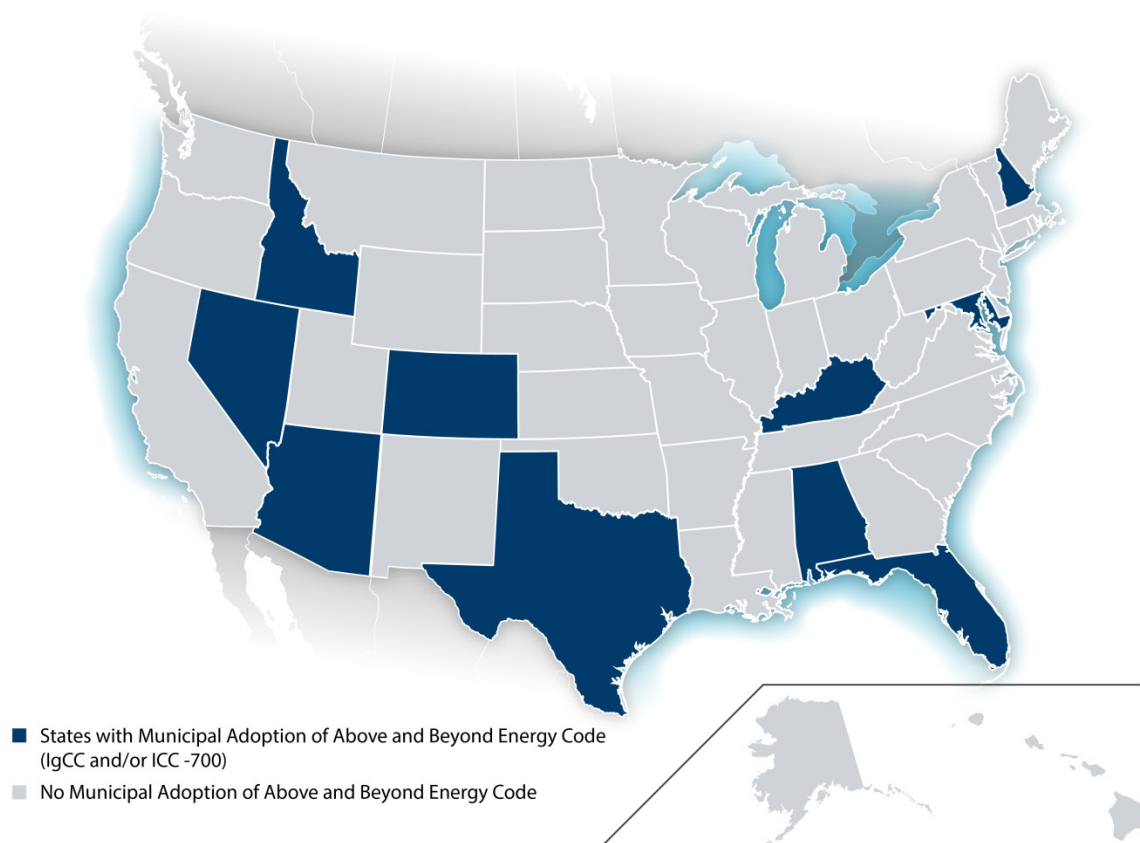 States with Municipal Adoption of Above and Beyond Energy Code
(IgCC and/or ICC -700)
No Municipal Adoption of Above and Beyond Energy Code